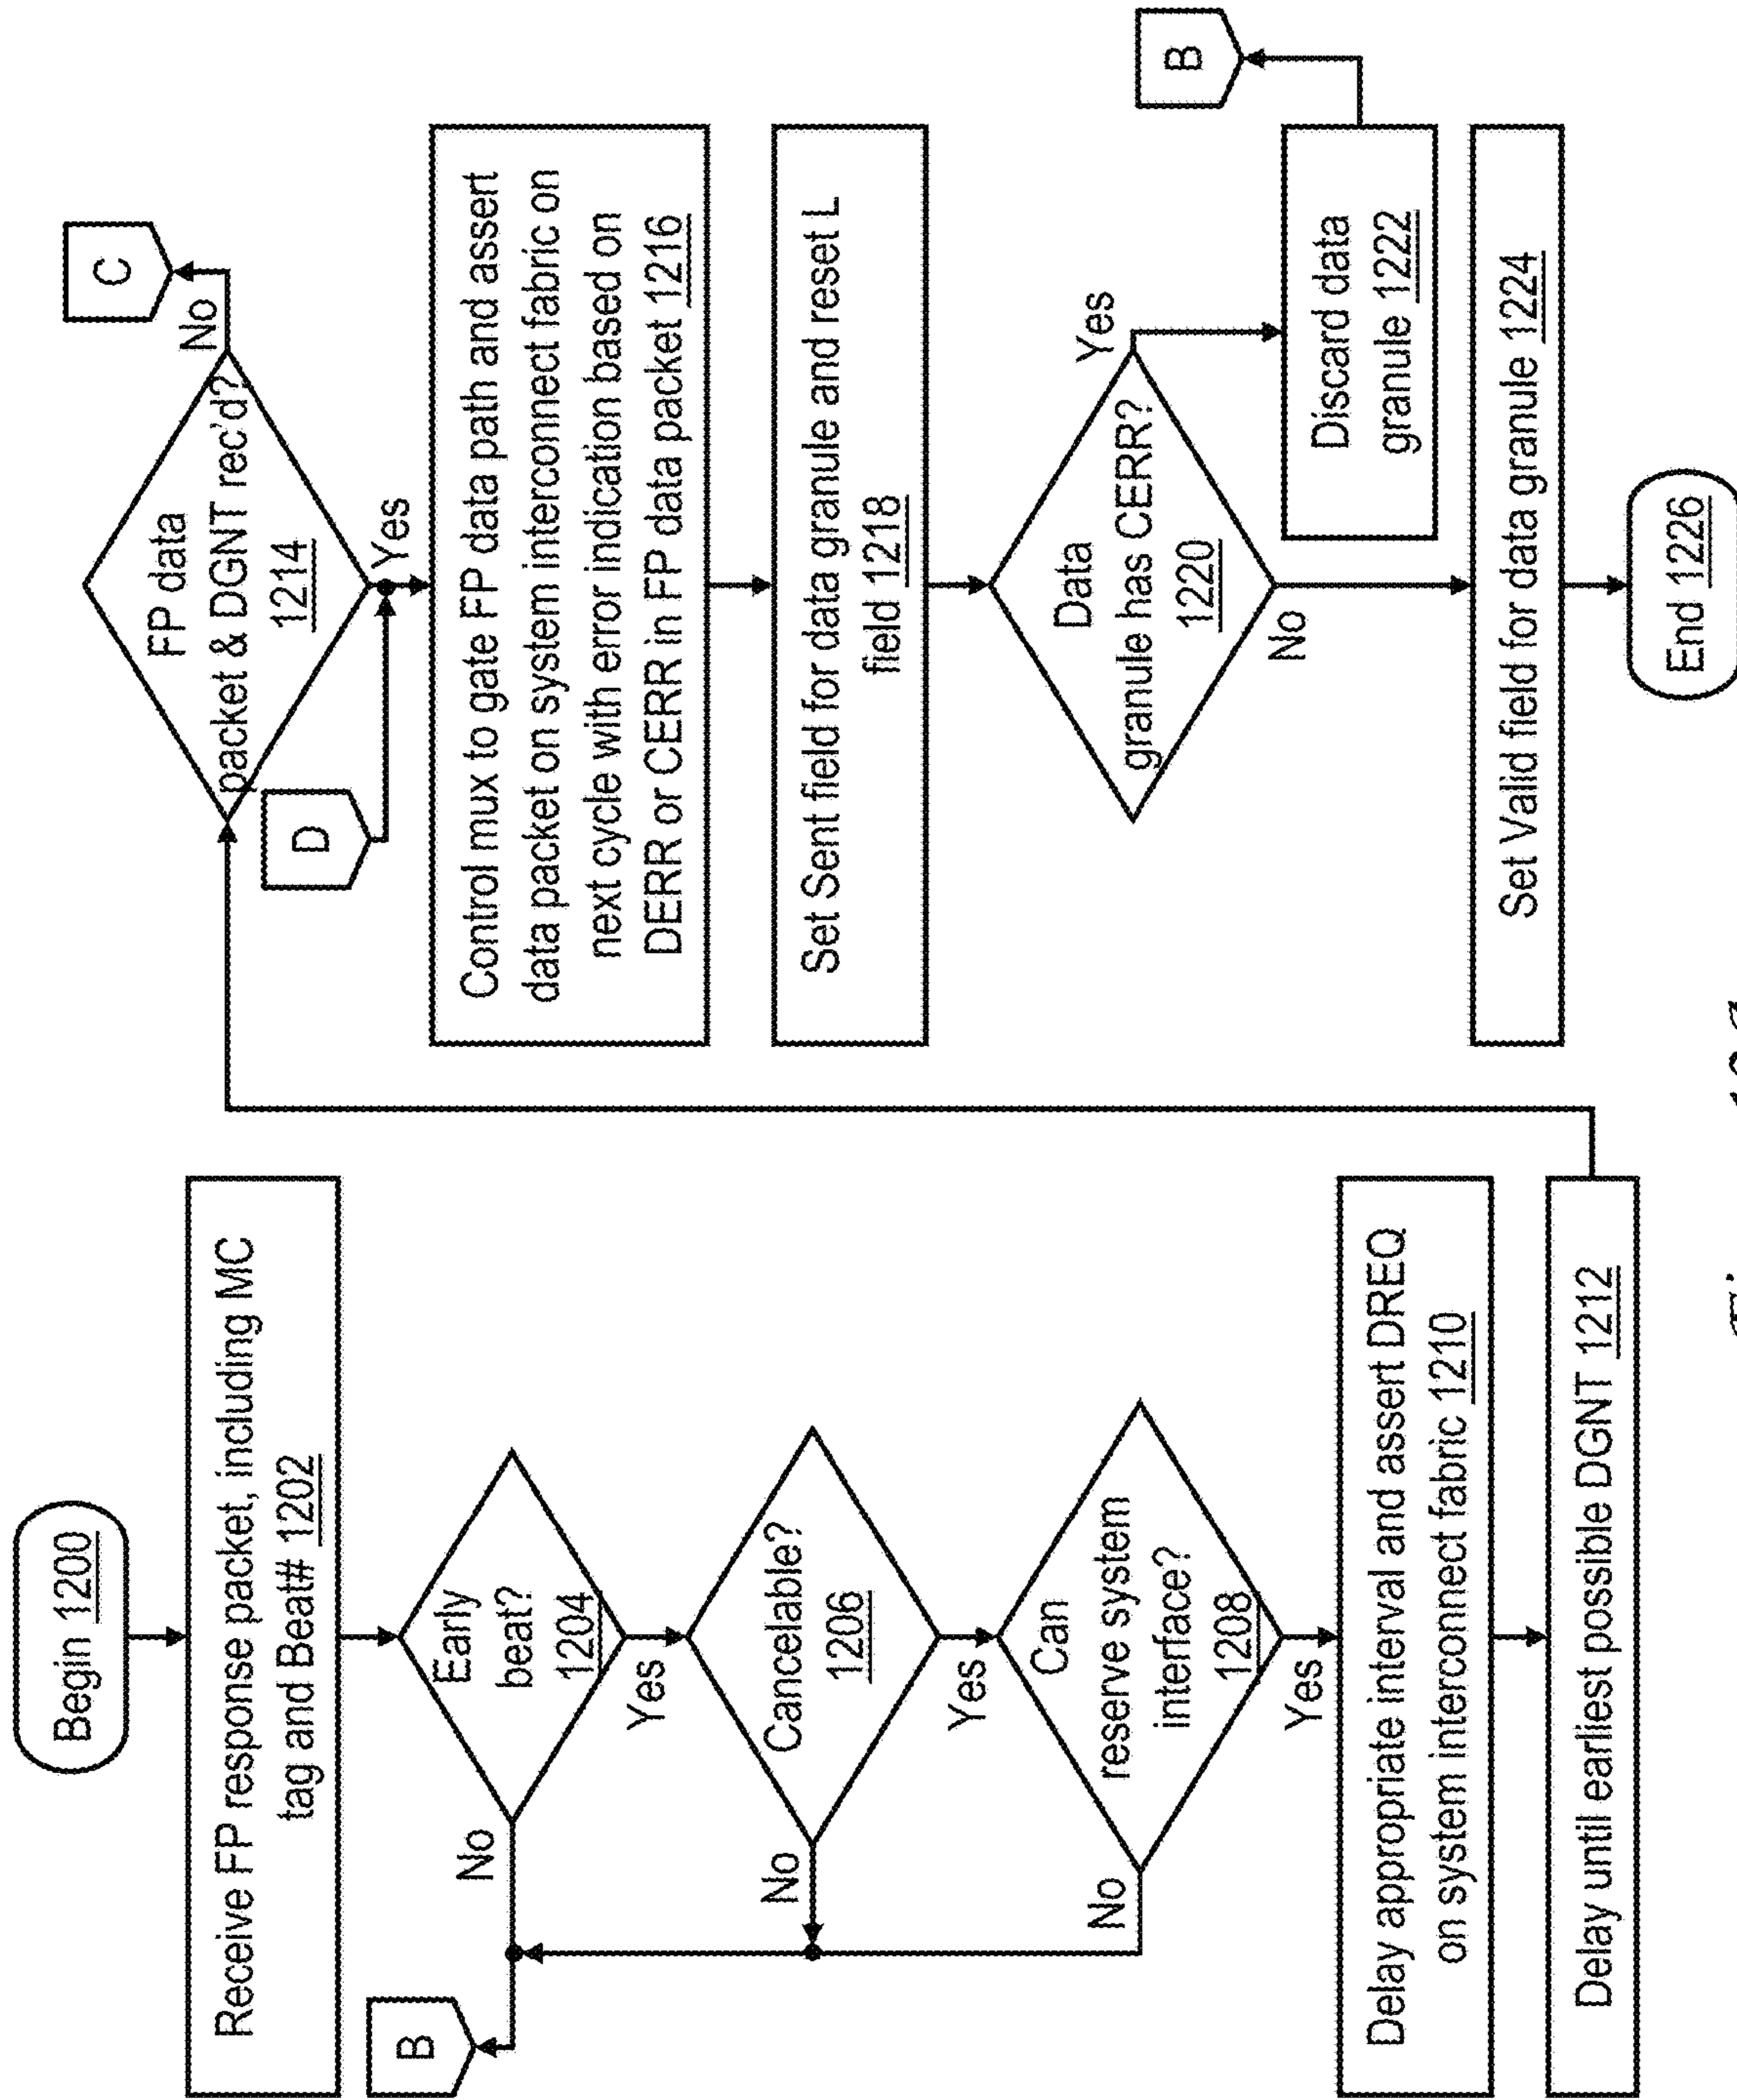 Begin 1200
Receive FP response packet, including MC
tag and Beat# 1202
Early
beat?
1204
No
Yes
B
Cancelable?
1206
No
Yes
Can
reserve system
interface?
1208
No
Yes
Delay appropriate interval and assert DREQ
on system interconnect fabric 1210
Delay until earliest possible DGNT 1212
FP data
packet & DGNT rec'd?
1214
No
C
Yes
D
Control mux to gate FP data path and assert
data packet on system interconnect fabric on
next cycle with error indication based on
DERR or CERR in FP data packet 1216
Set Sent field for data granule and reset L
field 1218
Data
granule has CERR?
1220
Yes
No
Discard data
granule 1222
B
Set Valid field for data granule 1224
End 1226